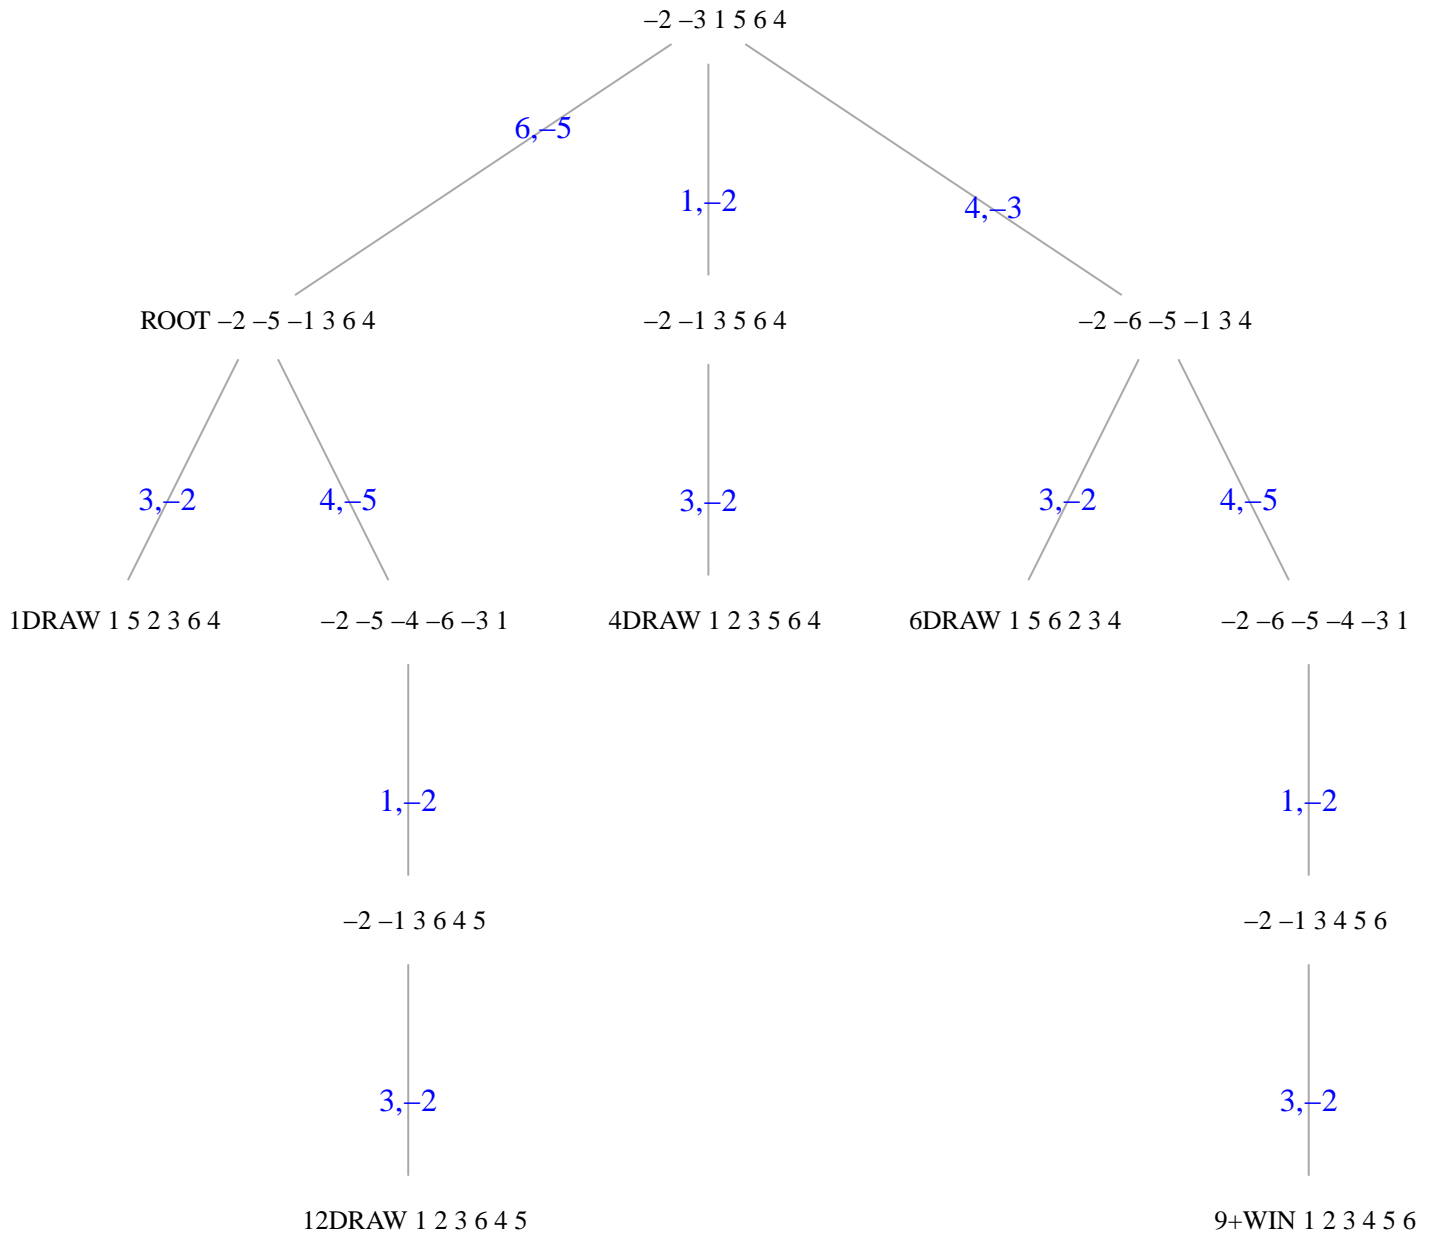 –2 –3 1 5 6 4
6,–5
1,–2
4,–3
ROOT –2 –5 –1 3 6 4
–2 –1 3 5 6 4
–2 –6 –5 –1 3 4
3,–2
4,–5
3,–2
3,–2
4,–5
1DRAW 1 5 2 3 6 4
–2 –5 –4 –6 –3 1
4DRAW 1 2 3 5 6 4
6DRAW 1 5 6 2 3 4
–2 –6 –5 –4 –3 1
1,–2
1,–2
–2 –1 3 6 4 5
–2 –1 3 4 5 6
3,–2
3,–2
12DRAW 1 2 3 6 4 5
9+WIN 1 2 3 4 5 6